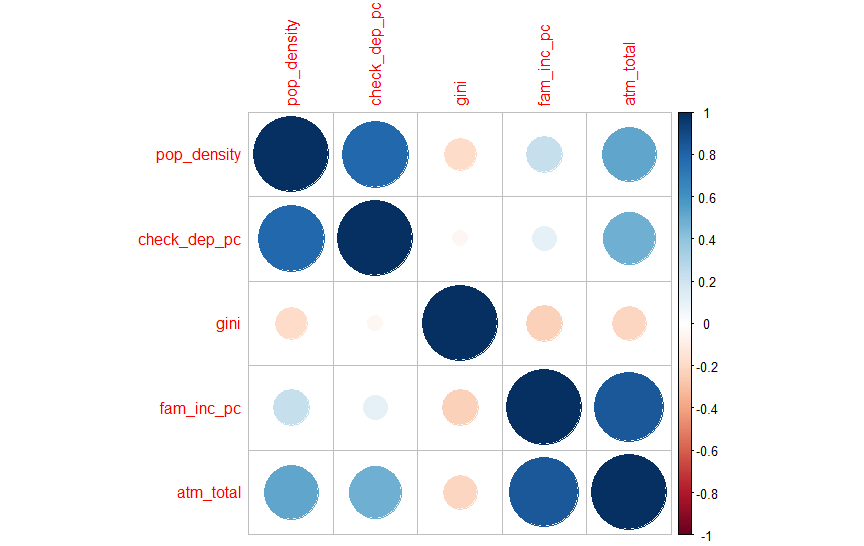 pop_density
check_dep_pc
gini
fam_inc_pc
atm_total
pop_density
check_dep_pc
gini
fam_inc_pc
atm_total
1
0.8
0.6
0.4
0.2
0
-0.2
-0.4
-0.6
-0.8
-1